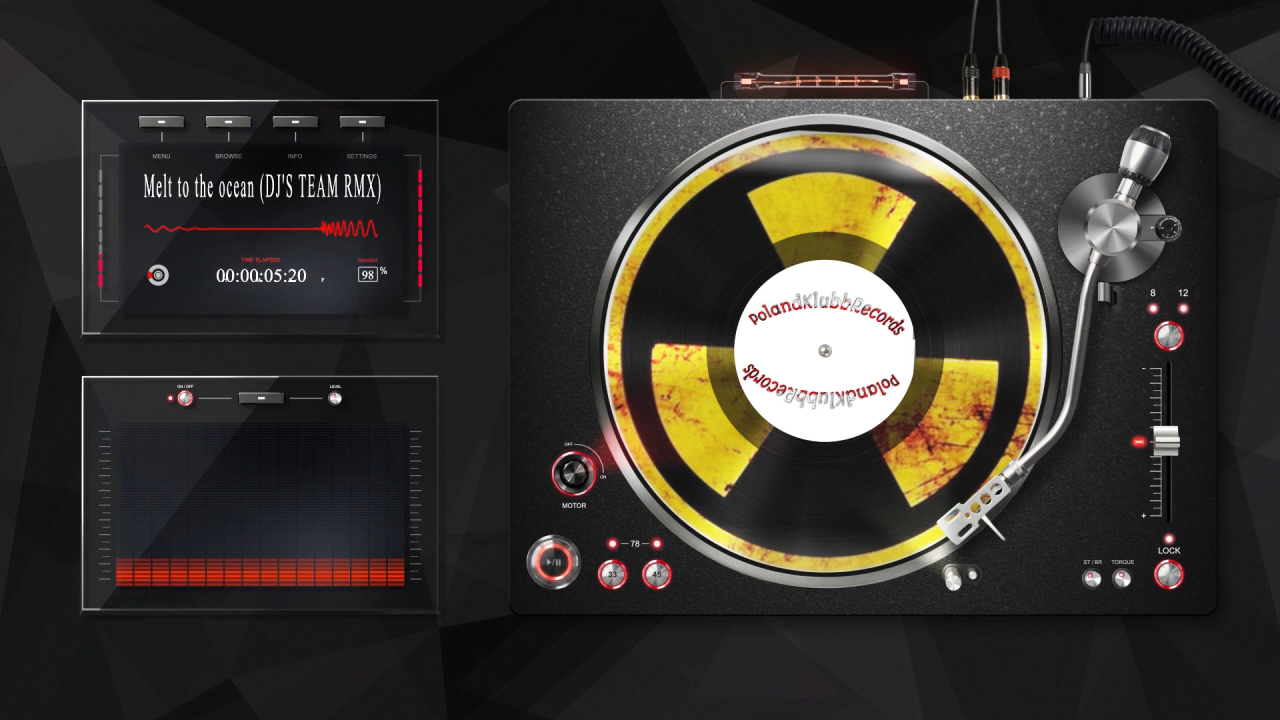 MENU BROWSE INFO SETTINGS
Melt to the ocean (DJ'S TEAM RMX)
TIME ELAPSED
00:00:05:20
98 %
ON / OFF
LEVEL
PolandKlubbRecords
PolandKlubbRecords
OFF
ON
MOTOR
78
33 45
8 12
-
+
LOCK
ST / BR TORQUE